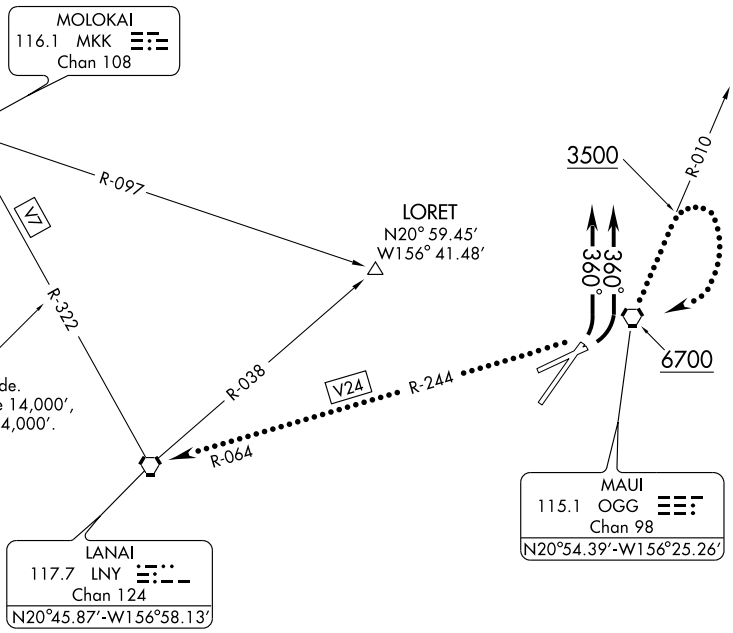 MOLOKAI
116.1 MKK
Chan 108
R-097
V7
R-322
LORET
N20° 59.45'
W156° 41.48'
R-038
de.
e 14,000',
4,000'.
3500
R-010
360°
360°
6700
V24
R-244
R-064
MAUI
115.1 OGG
Chan 98
N20°54.39'-W156°25.26'
LANAI
117.7 LNY
Chan 124
N20°45.87'-W156°58.13'